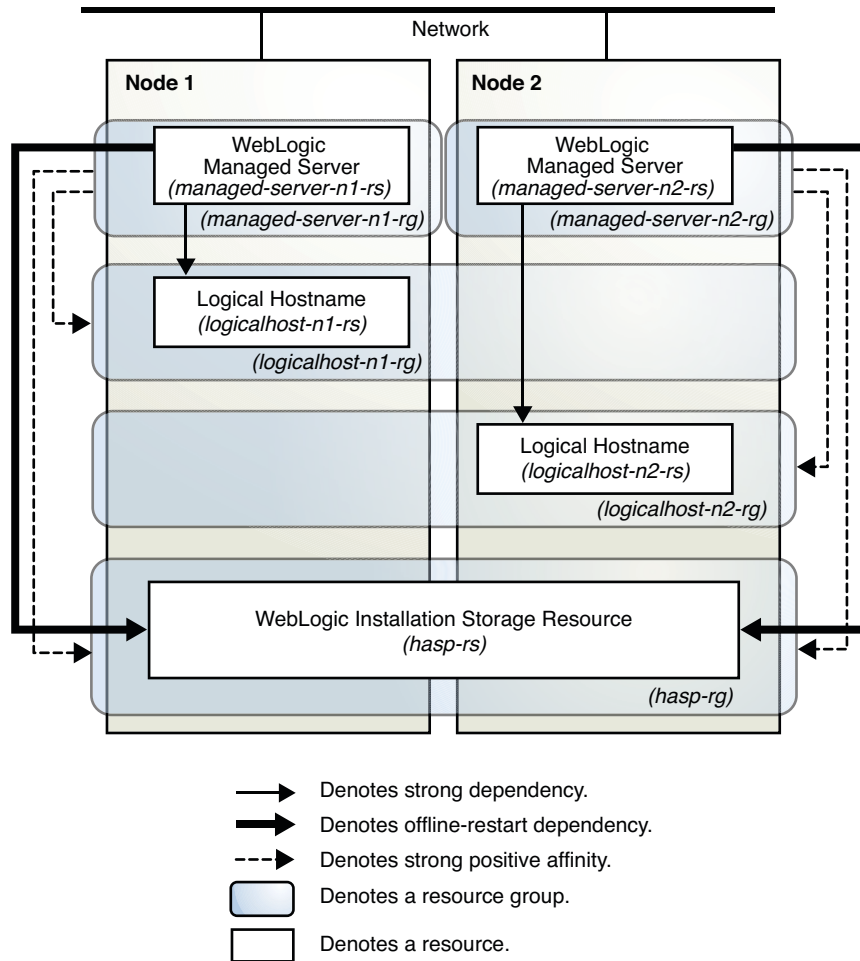 Network
Node 1
Node 2
WebLogic
Managed Server
(managed-server-n1-rs)
(managed-server-n1-rg)
WebLogic
Managed Server
(managed-server-n2-rs)
(managed-server-n2-rg)
Logical Hostname
(logicalhost-n1-rs)
(logicalhost-n1-rg)
Logical Hostname
(logicalhost-n2-rs)
(logicalhost-n2-rg)
WebLogic Installation Storage Resource
(hasp-rs)
(hasp-rg)
Denotes strong dependency.
Denotes offline-restart dependency.
Denotes strong positive affinity.
Denotes a resource group.
Denotes a resource.